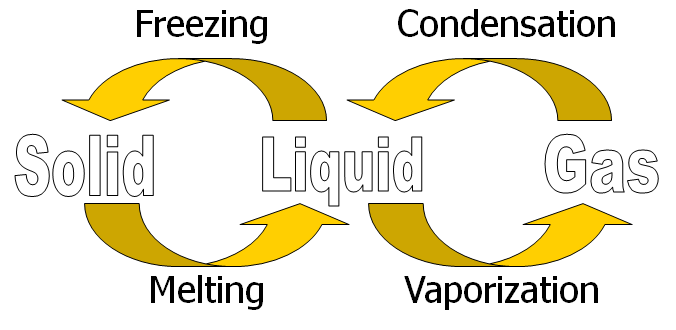 Freezing Condensation
Solid Liquid Gas
Melting Vaporization